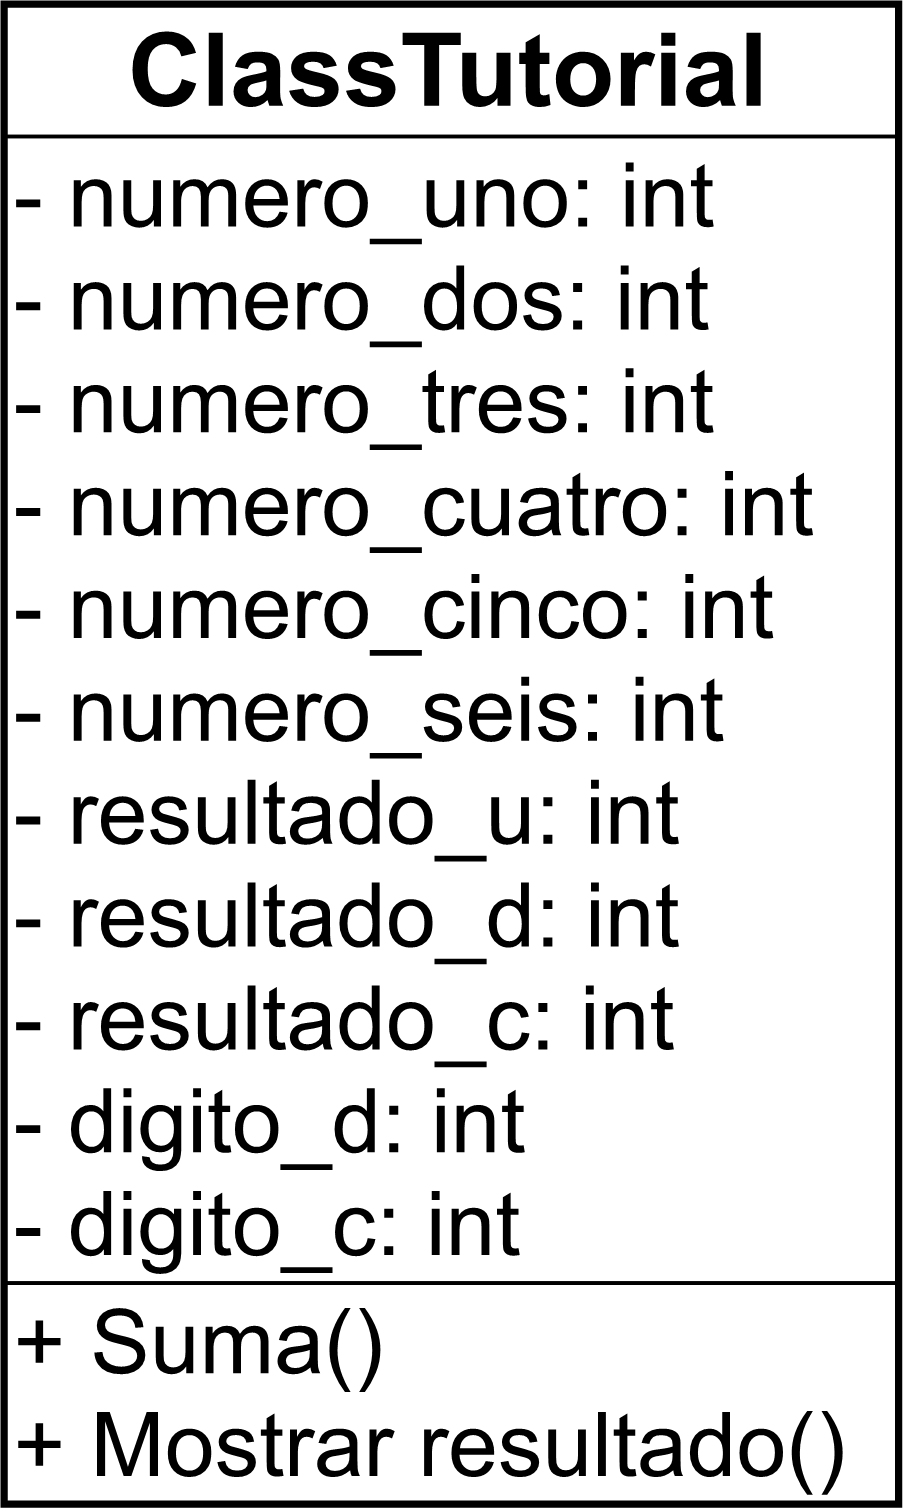 ClassTutorial
- numero_uno: int
- numero_dos: int
- numero_tres: int
- numero_cuatro: int
- numero_cinco: int
- numero_seis: int
- resultado_u: int
- resultado_d: int
- resultado_c: int
- digito_d: int
- digito_c: int
+ Suma()
+ Mostrar resultado()